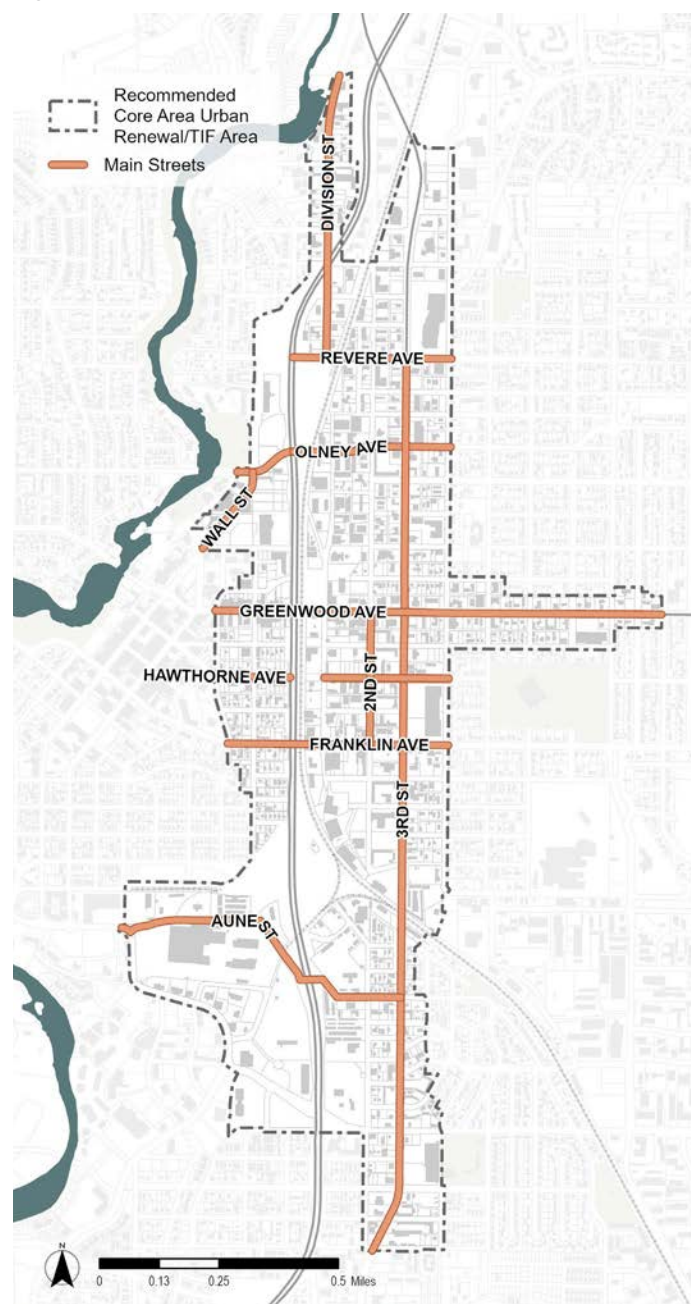 Recommended
Core Area Urban
Renewal/TIF Area
Main Streets
DIVISION ST
REVERE AVE
OLNEY AVE
WALL ST
GREENWOOD AVE
HAWTHORNE AVE
2ND ST
FRANKLIN AVE
3RD ST
AUNE ST
N
0 0.13 0.25 0.5 Miles